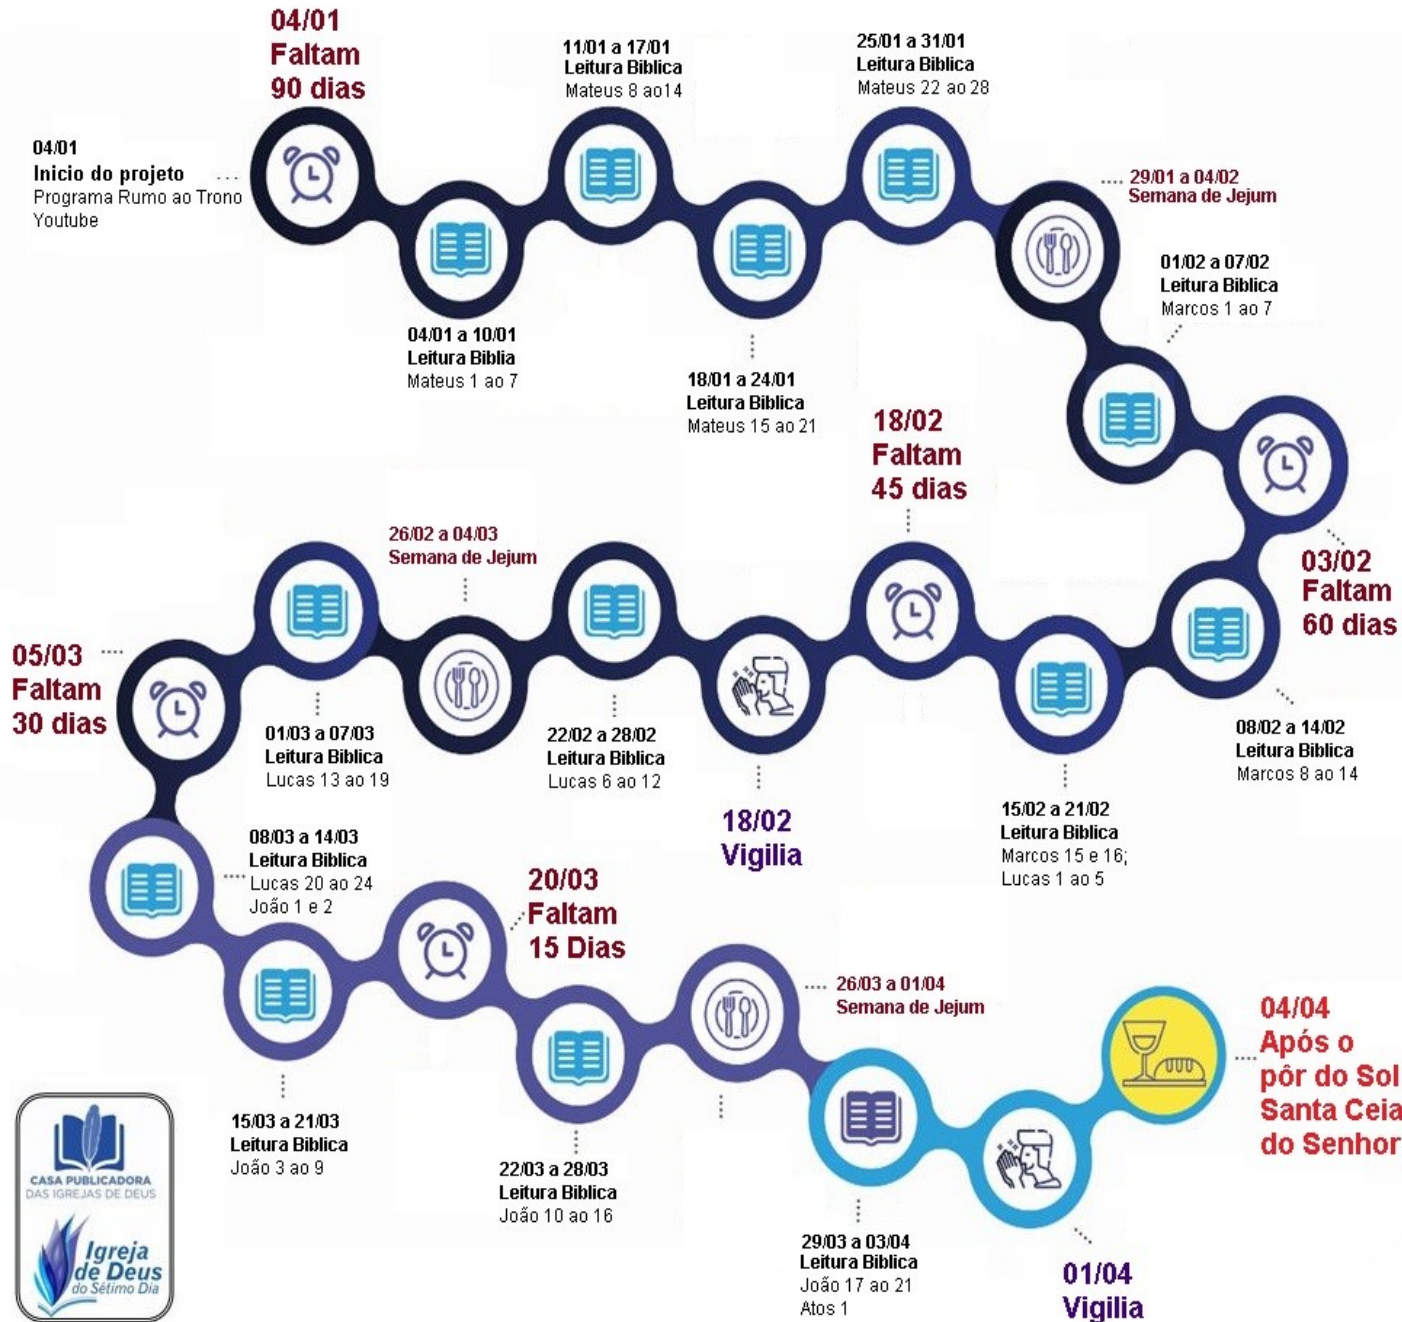 04/01
Faltam
90 dias
04/01
Inicio do projeto
Programa Rumo ao Trono
Youtube
04/01 a 10/01
Leitura Biblia
Mateus 1 ao 7
11/01 a 17/01
Leitura Biblica
Mateus 8 ao14
18/01 a 24/01
Leitura Biblica
Mateus 15 ao 21
25/01 a 31/01
Leitura Biblica
Mateus 22 ao 28
29/01 a 04/02
Semana de Jejum
01/02 a 07/02
Leitura Biblica
Marcos 1 ao 7
03/02
Faltam
60 dias
08/02 a 14/02
Leitura Biblica
Marcos 8 ao 14
15/02 a 21/02
Leitura Biblica
Marcos 15 e 16;
Lucas 1 ao 5
18/02
Faltam
45 dias
18/02
Vigilia
22/02 a 28/02
Leitura Biblica
Lucas 6 ao 12
26/02 a 04/03
Semana de Jejum
01/03 a 07/03
Leitura Biblica
Lucas 13 ao 19
05/03
Faltam
30 dias
08/03 a 14/03
Leitura Biblica
Lucas 20 ao 24
João 1 e 2
15/03 a 21/03
Leitura Biblica
João 3 ao 9
20/03
Faltam
15 Dias
22/03 a 28/03
Leitura Biblica
João 10 ao 16
26/03 a 01/04
Semana de Jejum
29/03 a 03/04
Leitura Biblica
João 17 ao 21
Atos 1
01/04
Vigilia
04/04
Após o
pôr do Sol
Santa Ceia
do Senhor
CASA PUBLICADORA
DAS IGREJAS DE DEUS
Igreja
de Deus
do Sétimo Dia